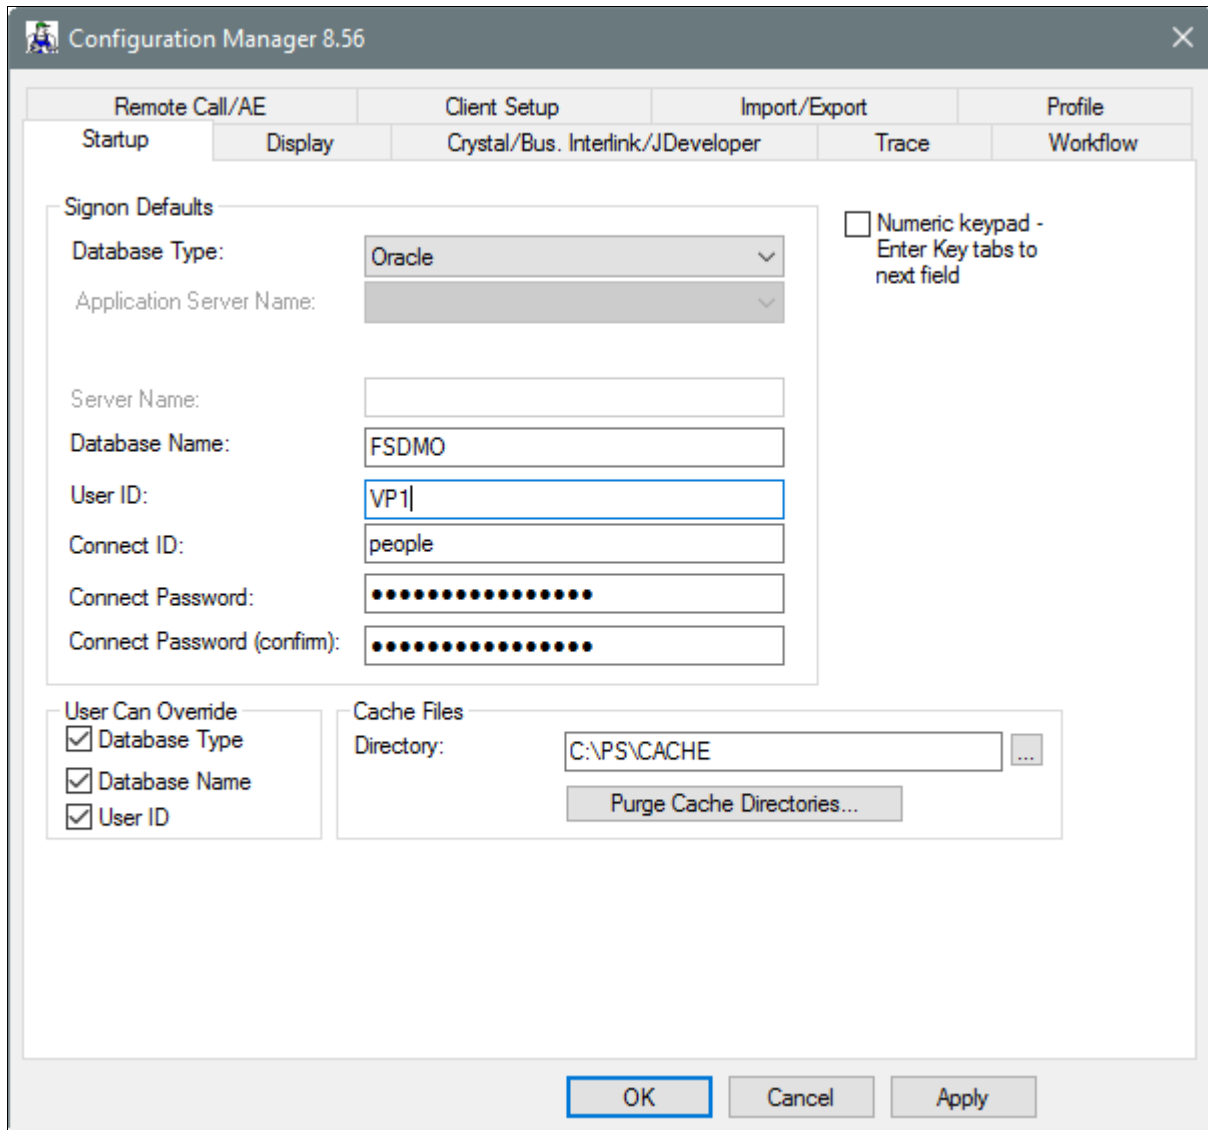 Configuration Manager 8.56
Remote Call/AE Client Setup Import/Export Profile
Startup Display Crystal/Bus. Interlink/JDeveloper Trace Workflow
Signon Defaults
Database Type: Oracle
Application Server Name:
Numeric keypad -
Enter Key tabs to
next field
Server Name:
Database Name: FSDMO
User ID: VP1
Connect ID: people
Connect Password: ●●●●●●●●●●●●●●●●
Connect Password (confirm): ●●●●●●●●●●●●●●●●
User Can Override
Database Type
Database Name
User ID
Cache Files
Directory: C:\PS\CACHE ...
Purge Cache Directories...
OK Cancel Apply